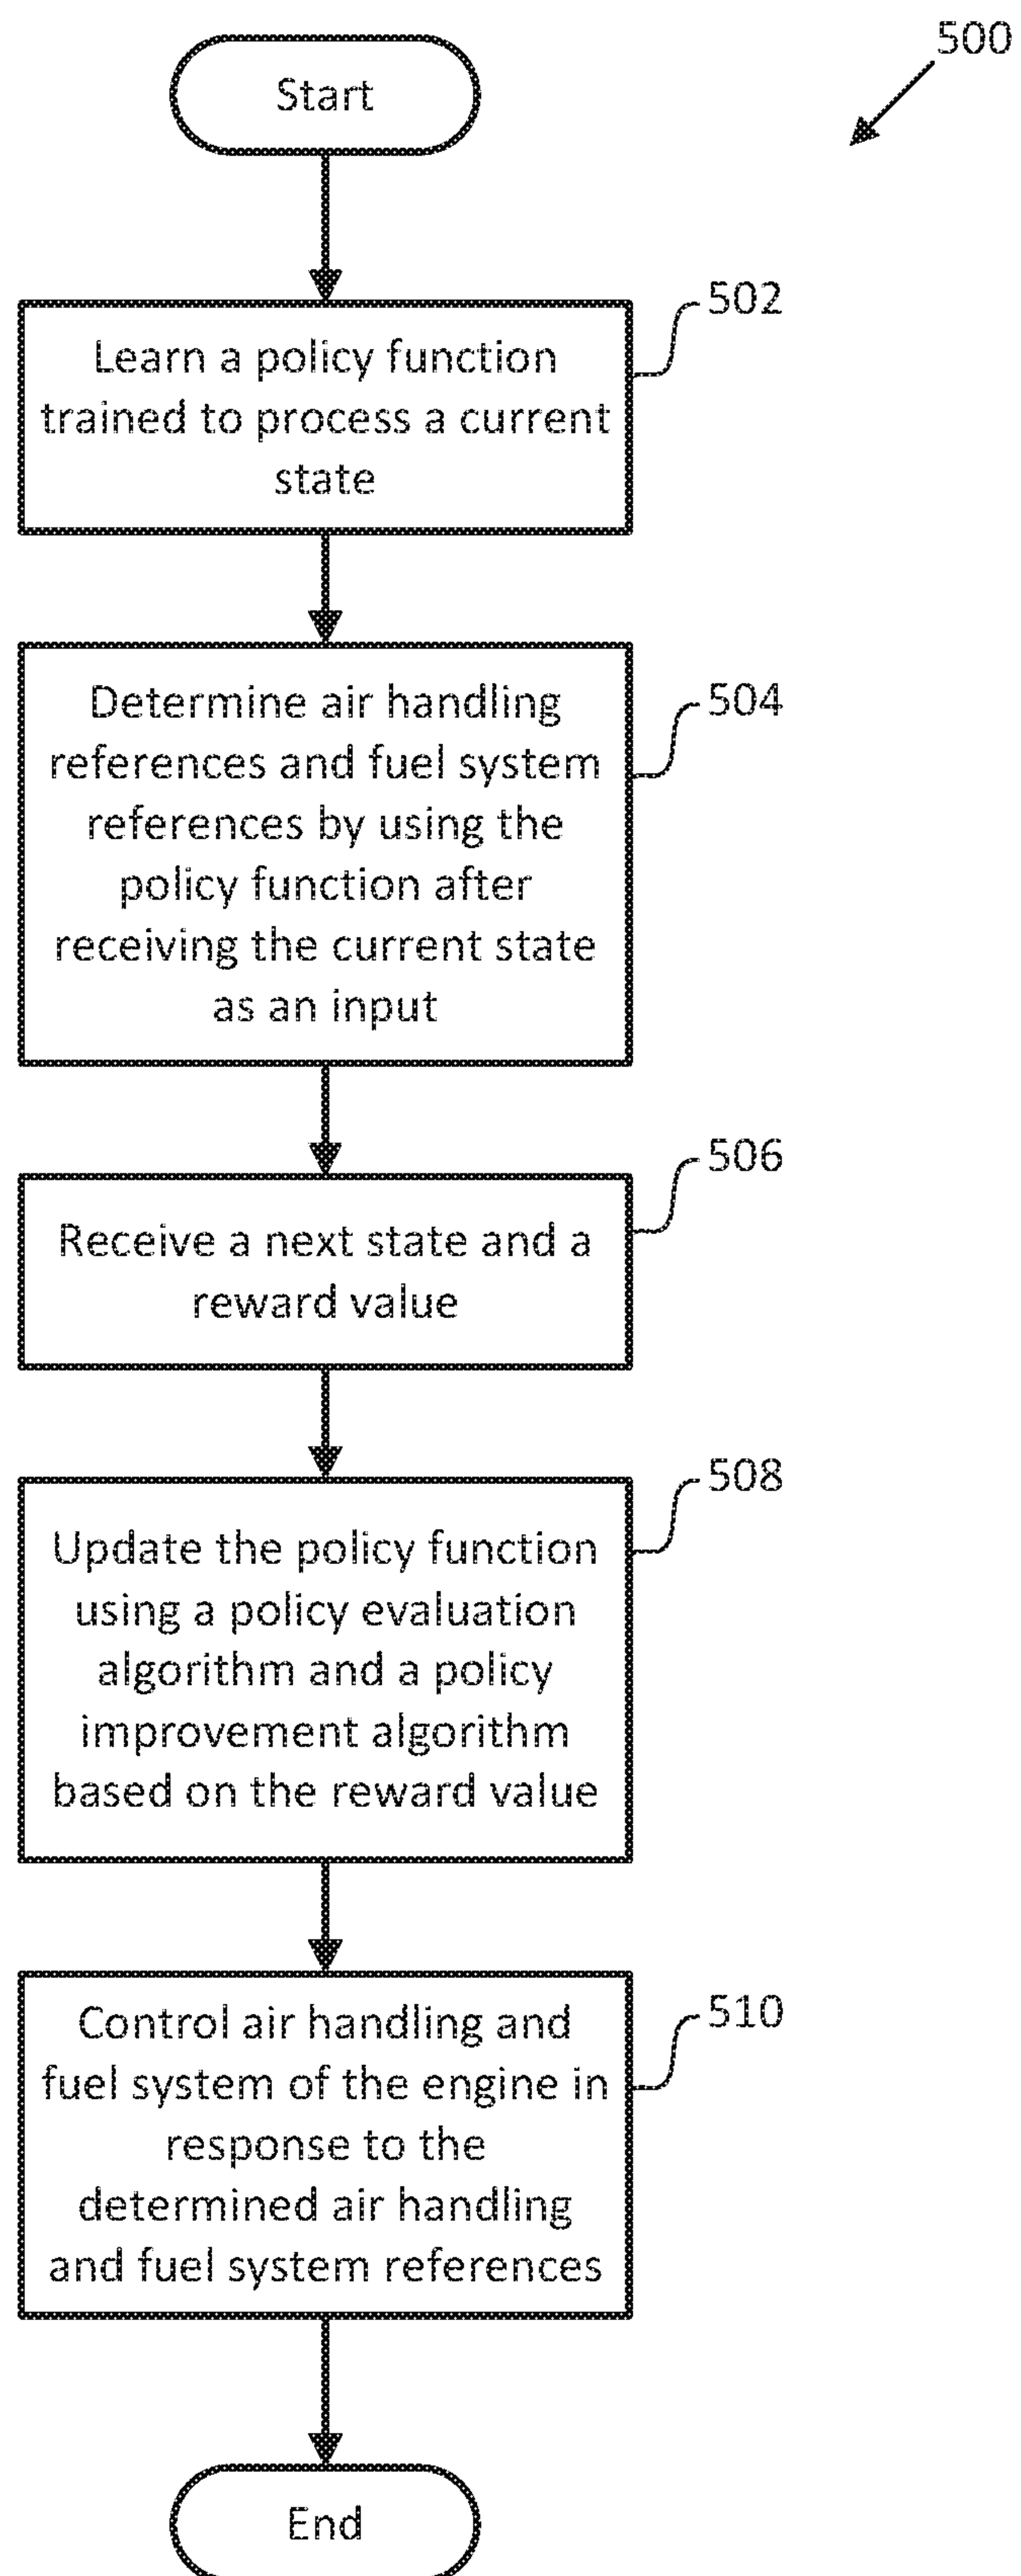 500
Start
502
Learn a policy function
trained to process a current
state
504
Determine air handling
references and fuel system
references by using the
policy function after
receiving the current state
as an input
506
Receive a next state and a
reward value
508
Update the policy function
using a policy evaluation
algorithm and a policy
improvement algorithm
based on the reward value
510
Control air handling and
fuel system of the engine in
response to the
determined air handling
and fuel system references
End